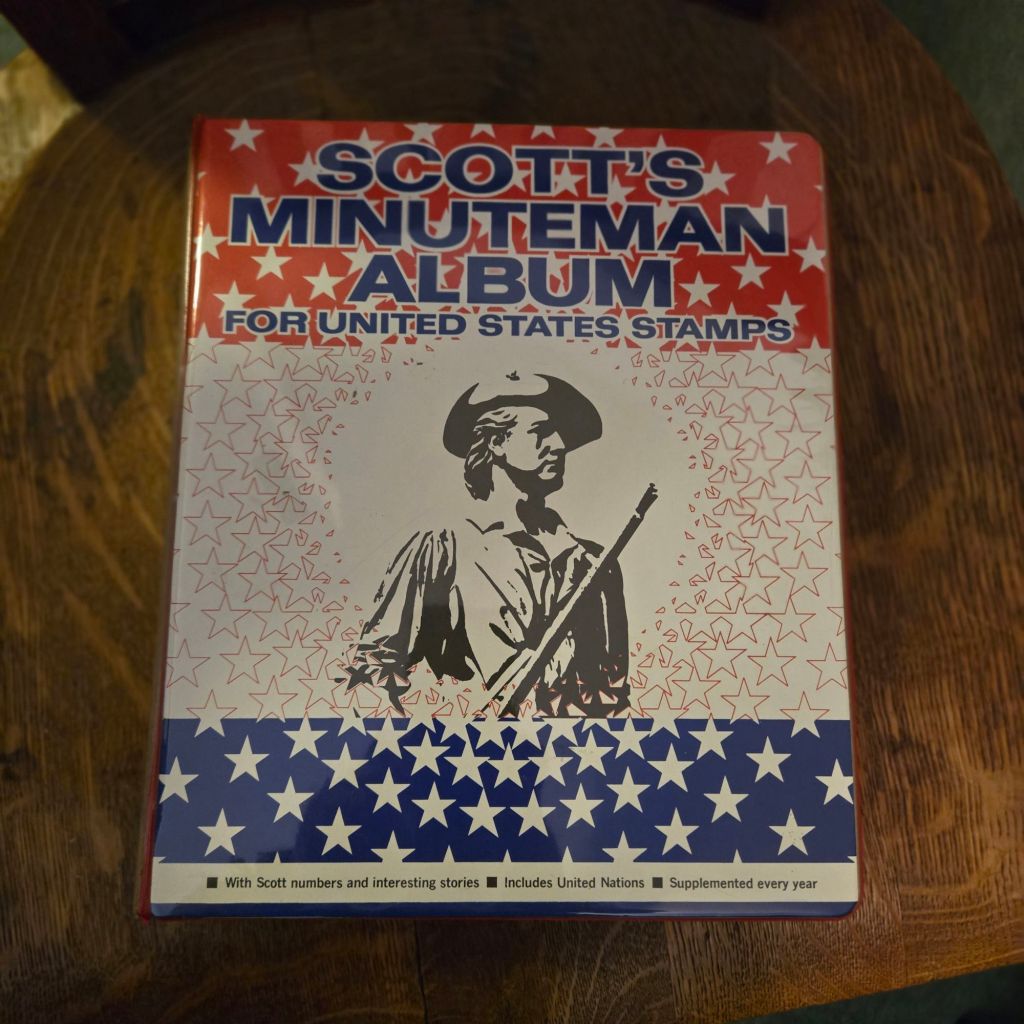 SCOTT'S
MINUTEMAN
ALBUM
FOR UNITED STATES STAMPS
■ With Scott numbers and interesting stories ■ Includes United Nations ■ Supplemented every year